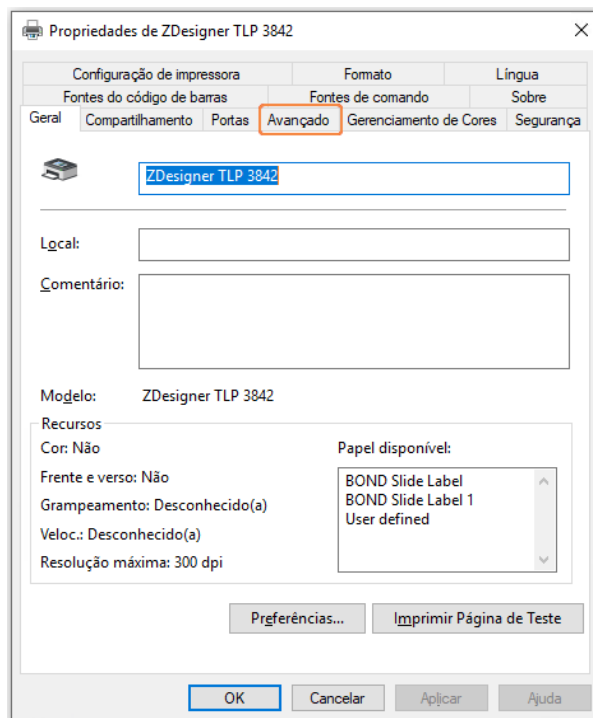 Propriedades de ZDesigner TLP 3842
Configuração de impressora Formato Língua
Fontes do código de barras Fontes de comando Sobre
Geral Compartilhamento Portas Avançado Gerenciamento de Cores Segurança
ZDesigner TLP 3842
Local:
Comentário:
Modelo: ZDesigner TLP 3842
Recursos
Cor: Não
Papel disponível:
Frente e verso: Não
BOND Slide Label
BOND Slide Label 1
Grampeamento: Desconhecido(a)
User defined
Veloc.: Desconhecido(a)
Resolução máxima: 300 dpi
Preferências... Imprimir Página de Teste
OK Cancelar Aplicar Ajuda